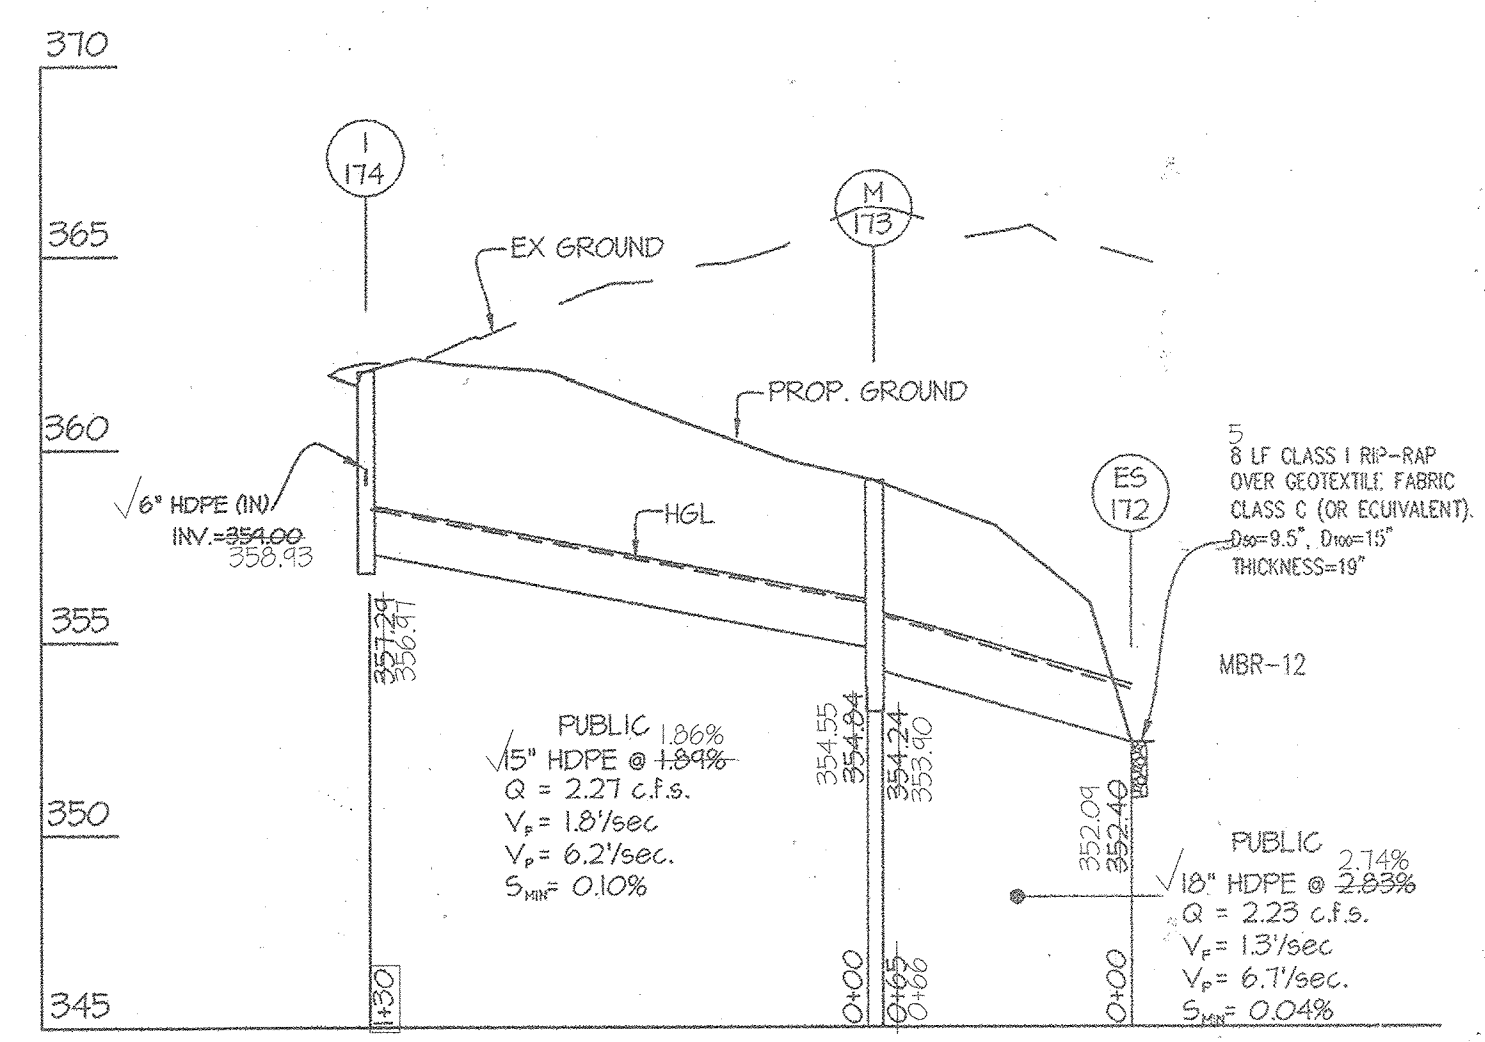 370
365
360
355
350
345
I
174
M
173
ES
172
EX GROUND
PROP. GROUND
HGL
6" HDPE (IN)
INV.=354.00
358.93
5
8 LF CLASS I RIP-RAP
OVER GEOTEXTILE FABRIC
CLASS C (OR ECUIVALENT).
D50=9.5", D100=15"
THICKNESS=19"
MBR-12
357.29
356.97
PUBLIC
1.86%
15" HDPE @ 1.89%
Q = 2.27 c.f.s.
VF= 1.8'/sec
VP= 6.2'/sec.
SMIN= 0.10%
354.55
354.84
354.24
353.90
352.09
352.40
PUBLIC
2.74%
18" HDPE @ 2.83%
Q = 2.23 c.f.s.
VF= 1.3'/sec
VP= 6.7'/sec.
SMIN= 0.04%
1+30
0+00
0+65
0+66
0+00